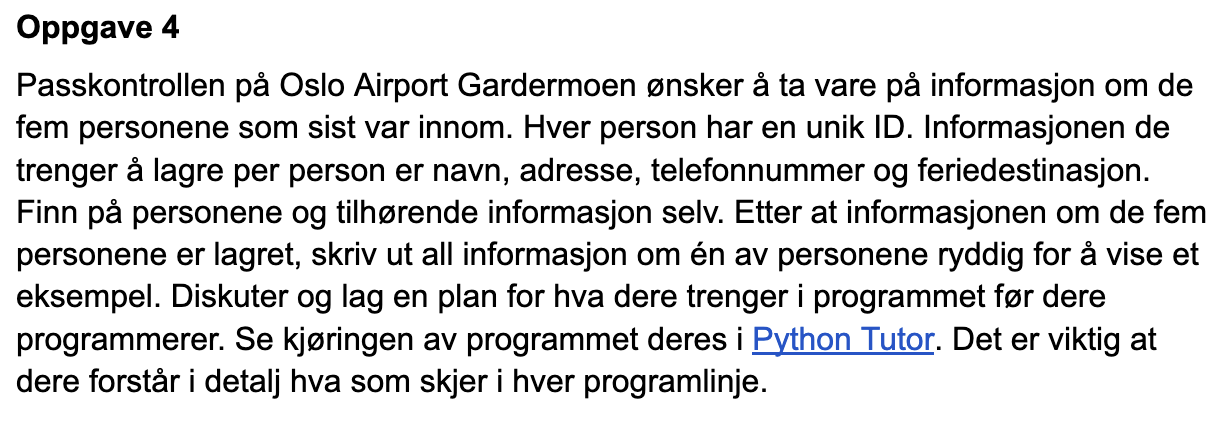 Oppgave 4
Passkontrollen på Oslo Airport Gardermoen ønsker å ta vare på informasjon om de
fem personene som sist var innom. Hver person har en unik ID. Informasjonen de
trenger å lagre per person er navn, adresse, telefonnummer og feriedestinasjon.
Finn på personene og tilhørende informasjon selv. Etter at informasjonen om de fem
personene er lagret, skriv ut all informasjon om én av personene ryddig for å vise et
eksempel. Diskuter og lag en plan for hva dere trenger i programmet før dere
programmerer. Se kjøringen av programmet deres i Python Tutor. Det er viktig at
dere forstår i detalj hva som skjer i hver programlinje.